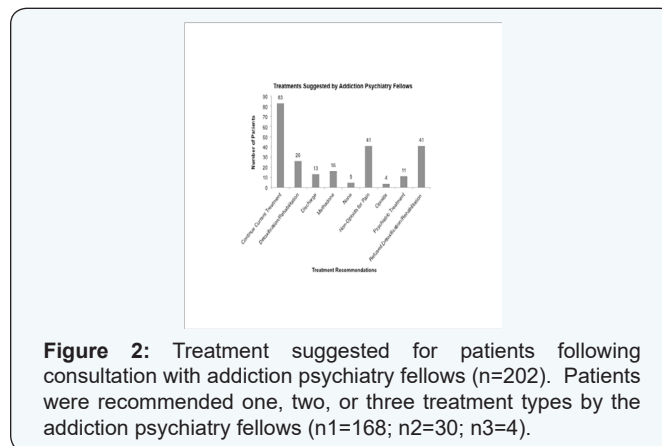 Treatments Suggested by Addiction Psychiatry Fellows
Number of Patients
90
80
70
60
50
40
30
20
10
0
83
26
13
16
5
41
4
11
41
Continue Current Treatment
Detoxification/Rehabilitation
Discharge
Methadone
None
Non-Opioids for Pain
Opioids
Psychiatric Treatment
Refused Detoxification/Rehabilitation
Treatment Recommendations
Figure 2: Treatment suggested for patients following
consultation with addiction psychiatry fellows (n=202). Patients
were recommended one, two, or three treatment types by the
addiction psychiatry fellows (n1=168; n2=30; n3=4).